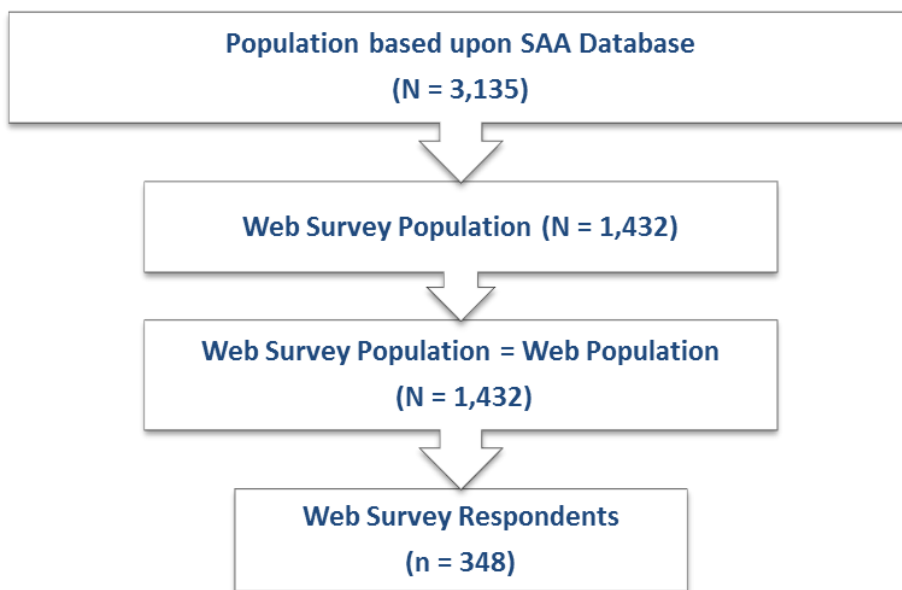 Population based upon SAA Database
(N = 3,135)
Web Survey Population (N = 1,432)
Web Survey Population = Web Population
(N = 1,432)
Web Survey Respondents
(n = 348)